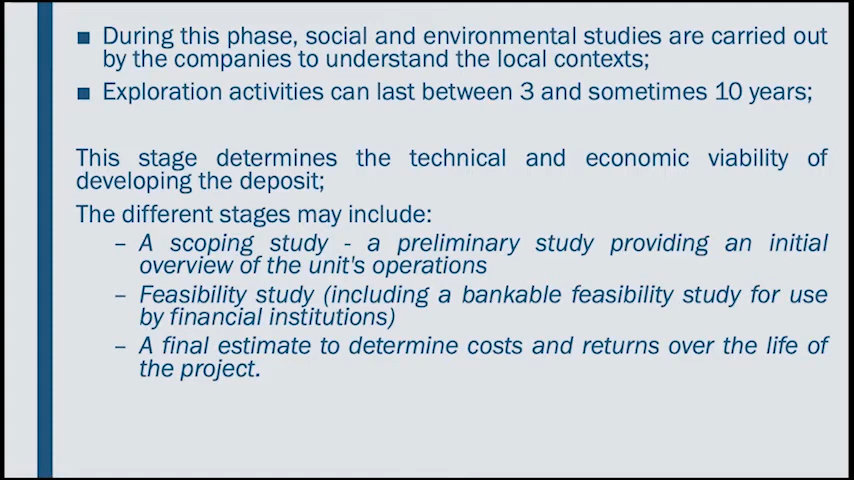 ■ During this phase, social and environmental studies are carried out
by the companies to understand the local contexts;
■ Exploration activities can last between 3 and sometimes 10 years;
This stage determines the technical and economic viability of
developing the deposit;
The different stages may include:
– A scoping study - a preliminary study providing an initial
overview of the unit's operations
– Feasibility study (including a bankable feasibility study for use
by financial institutions)
– A final estimate to determine costs and returns over the life of
the project.